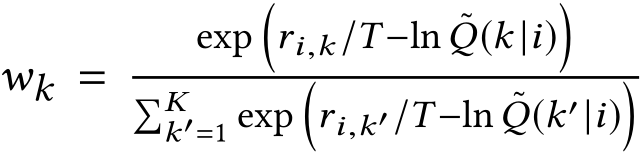 w_k = \frac{\exp\left(r_{i,k}/T - \ln \tilde{Q}(k|i)\right)}{\sum_{k'=1}^{K} \exp\left(r_{i,k'}/T - \ln \tilde{Q}(k'|i)\right)}